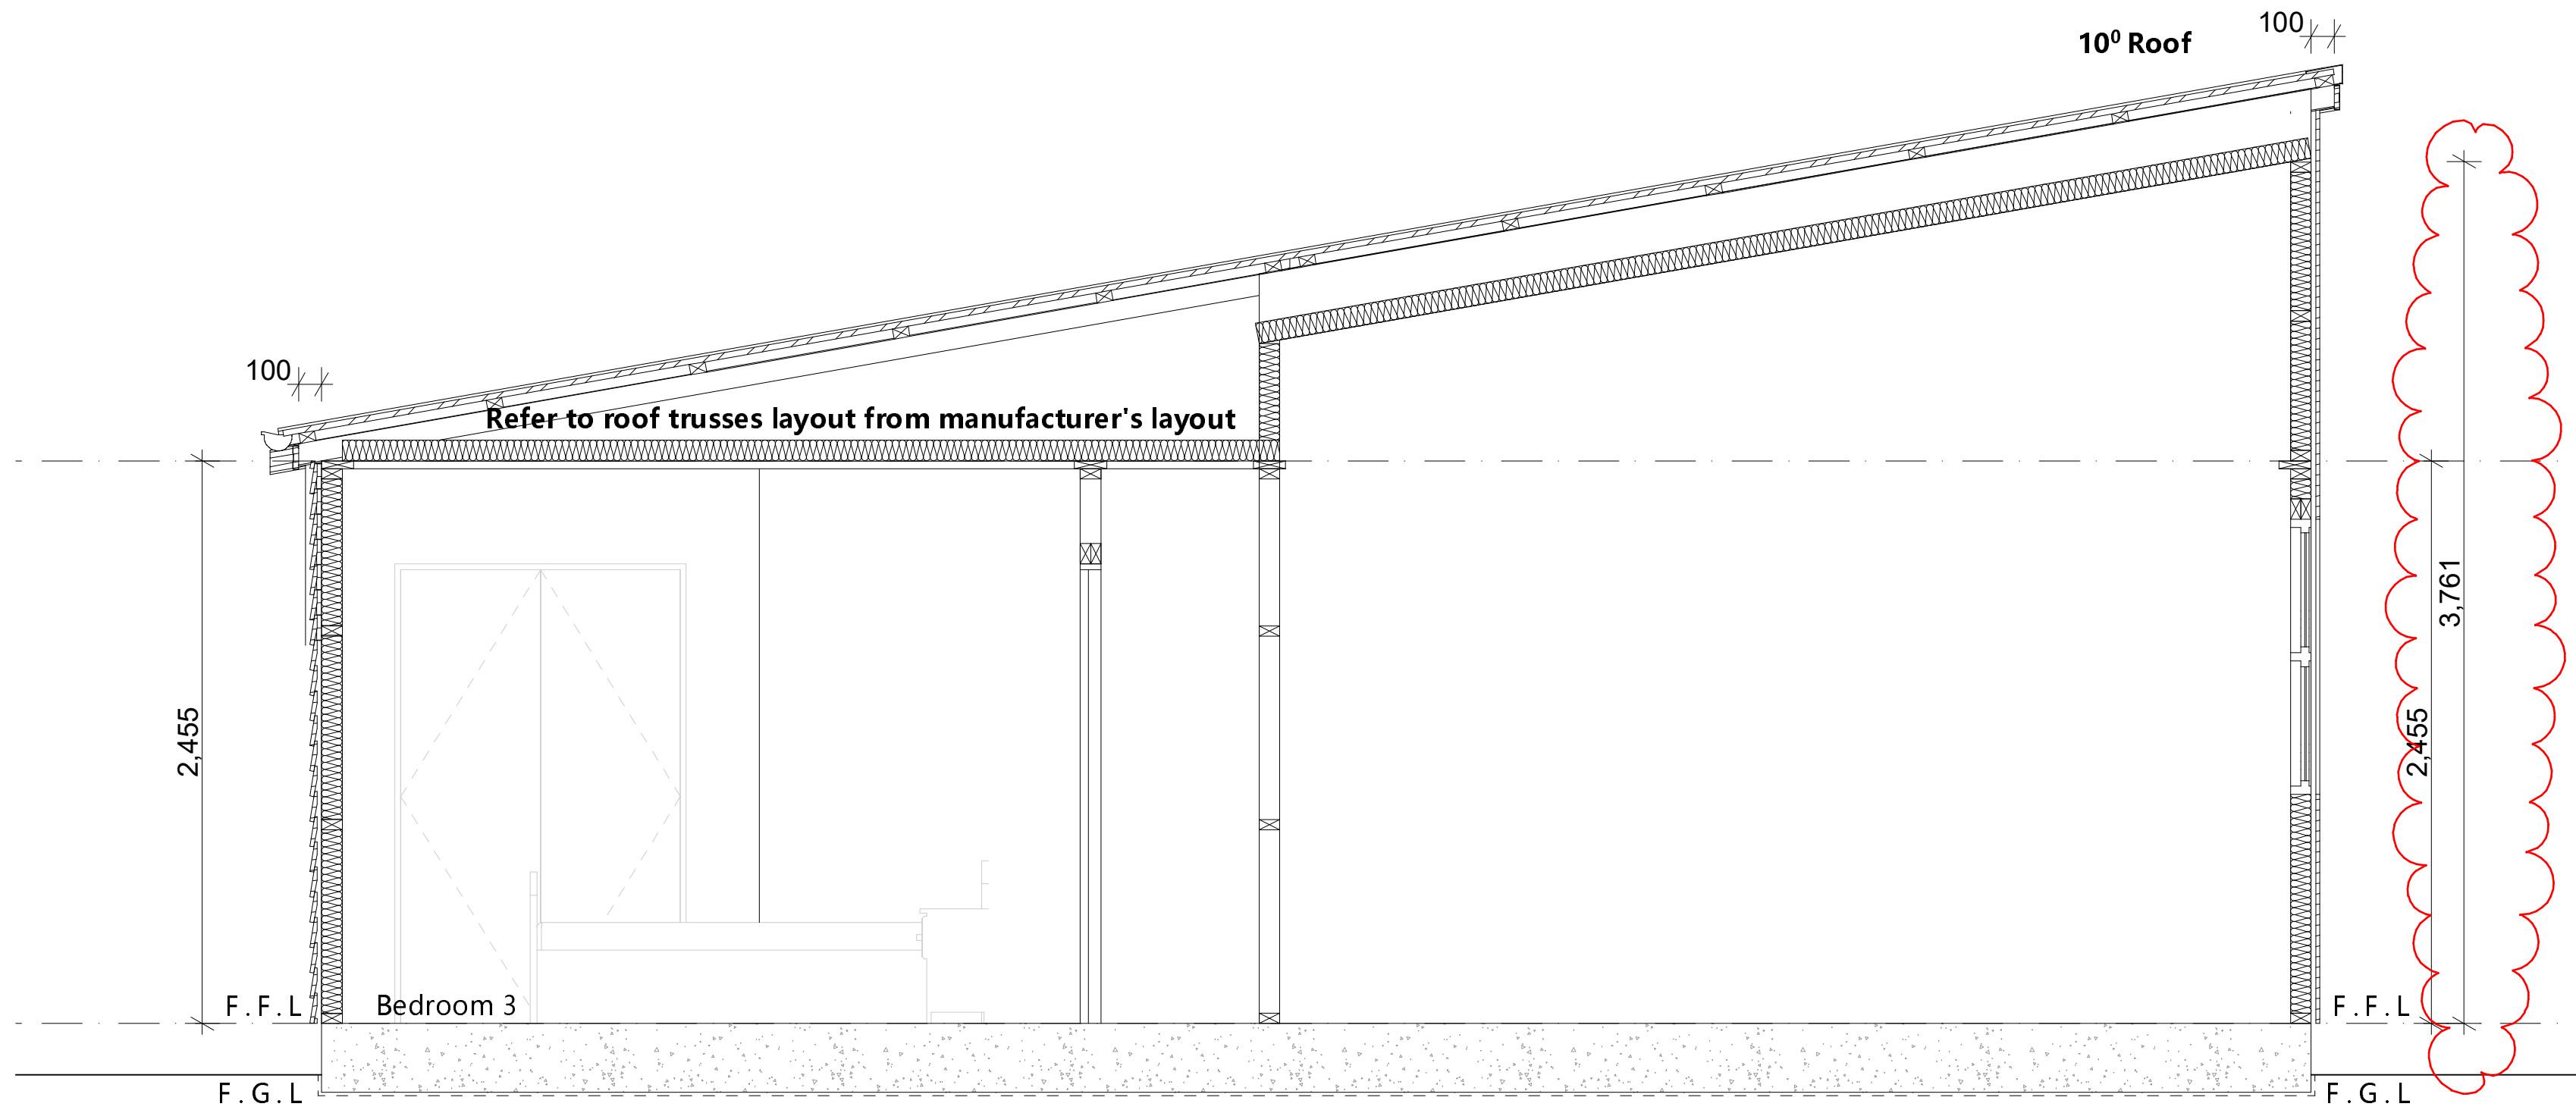 100
10⁰ Roof
100
Refer to roof trusses layout from manufacturer's layout
3,761
2,455
2,455
F.F.L
Bedroom 3
F.F.L
F.G.L
F.G.L